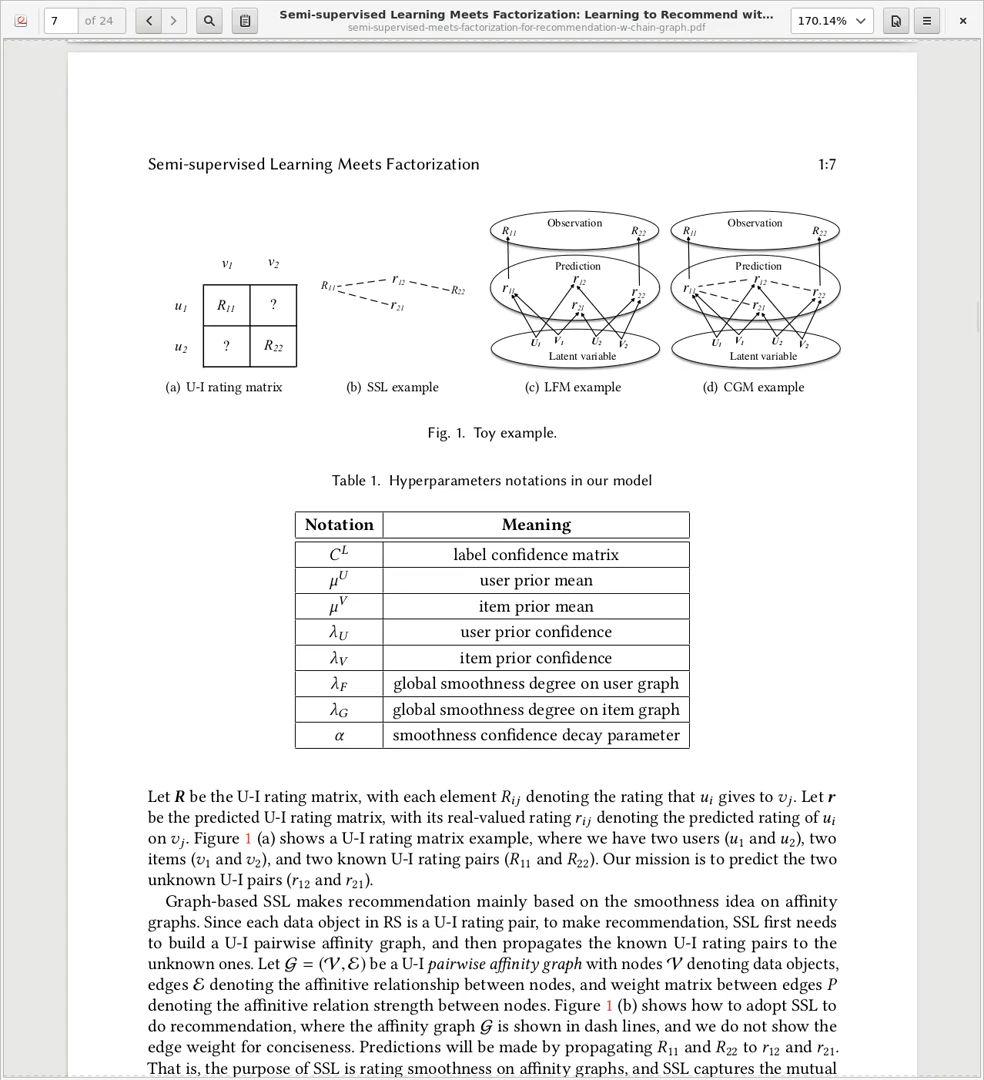 7 of 24
Semi-supervised Learning Meets Factorization: Learning to Recommend wit...
semi-supervised-meets-factorization-for-recommendation-w-chain-graph.pdf
170.14%
Semi-supervised Learning Meets Factorization 1:7
v₁ v₂
u₁ R₁₁ ?
u₂ ? R₂₂
(a) U-I rating matrix
R₁₁ r₁₂ R₂₂
r₂₁
(b) SSL example
Observation
R₁₁ R₂₂
Prediction
r₁₁ r₁₂ r₂₁ r₂₂
U₁ V₁ U₂ V₂
Latent variable
(c) LFM example
Observation
R₁₁ R₂₂
Prediction
r₁₁ r₁₂ r₂₁ r₂₂
U₁ V₁ U₂ V₂
Latent variable
(d) CGM example
Fig. 1. Toy example.
Table 1. Hyperparameters notations in our model
Notation Meaning
Cᴸ label confidence matrix
μᵁ user prior mean
μⱽ item prior mean
λ_U user prior confidence
λ_V item prior confidence
λ_F global smoothness degree on user graph
λ_G global smoothness degree on item graph
α smoothness confidence decay parameter
Let R be the U-I rating matrix, with each element Rᵢⱼ denoting the rating that uᵢ gives to vⱼ. Let r
be the predicted U-I rating matrix, with its real-valued rating rᵢⱼ denoting the predicted rating of uᵢ
on vⱼ. Figure 1 (a) shows a U-I rating matrix example, where we have two users (u₁ and u₂), two
items (v₁ and v₂), and two known U-I rating pairs (R₁₁ and R₂₂). Our mission is to predict the two
unknown U-I pairs (r₁₂ and r₂₁).
Graph-based SSL makes recommendation mainly based on the smoothness idea on affinity
graphs. Since each data object in RS is a U-I rating pair, to make recommendation, SSL first needs
to build a U-I pairwise affinity graph, and then propagates the known U-I rating pairs to the
unknown ones. Let 𝒢 = (𝒱, ℰ) be a U-I pairwise affinity graph with nodes 𝒱 denoting data objects,
edges ℰ denoting the affinitive relationship between nodes, and weight matrix between edges P
denoting the affinitive relation strength between nodes. Figure 1 (b) shows how to adopt SSL to
do recommendation, where the affinity graph 𝒢 is shown in dash lines, and we do not show the
edge weight for conciseness. Predictions will be made by propagating R₁₁ and R₂₂ to r₁₂ and r₂₁.
That is, the purpose of SSL is rating smoothness on affinity graphs, and SSL captures the mutual